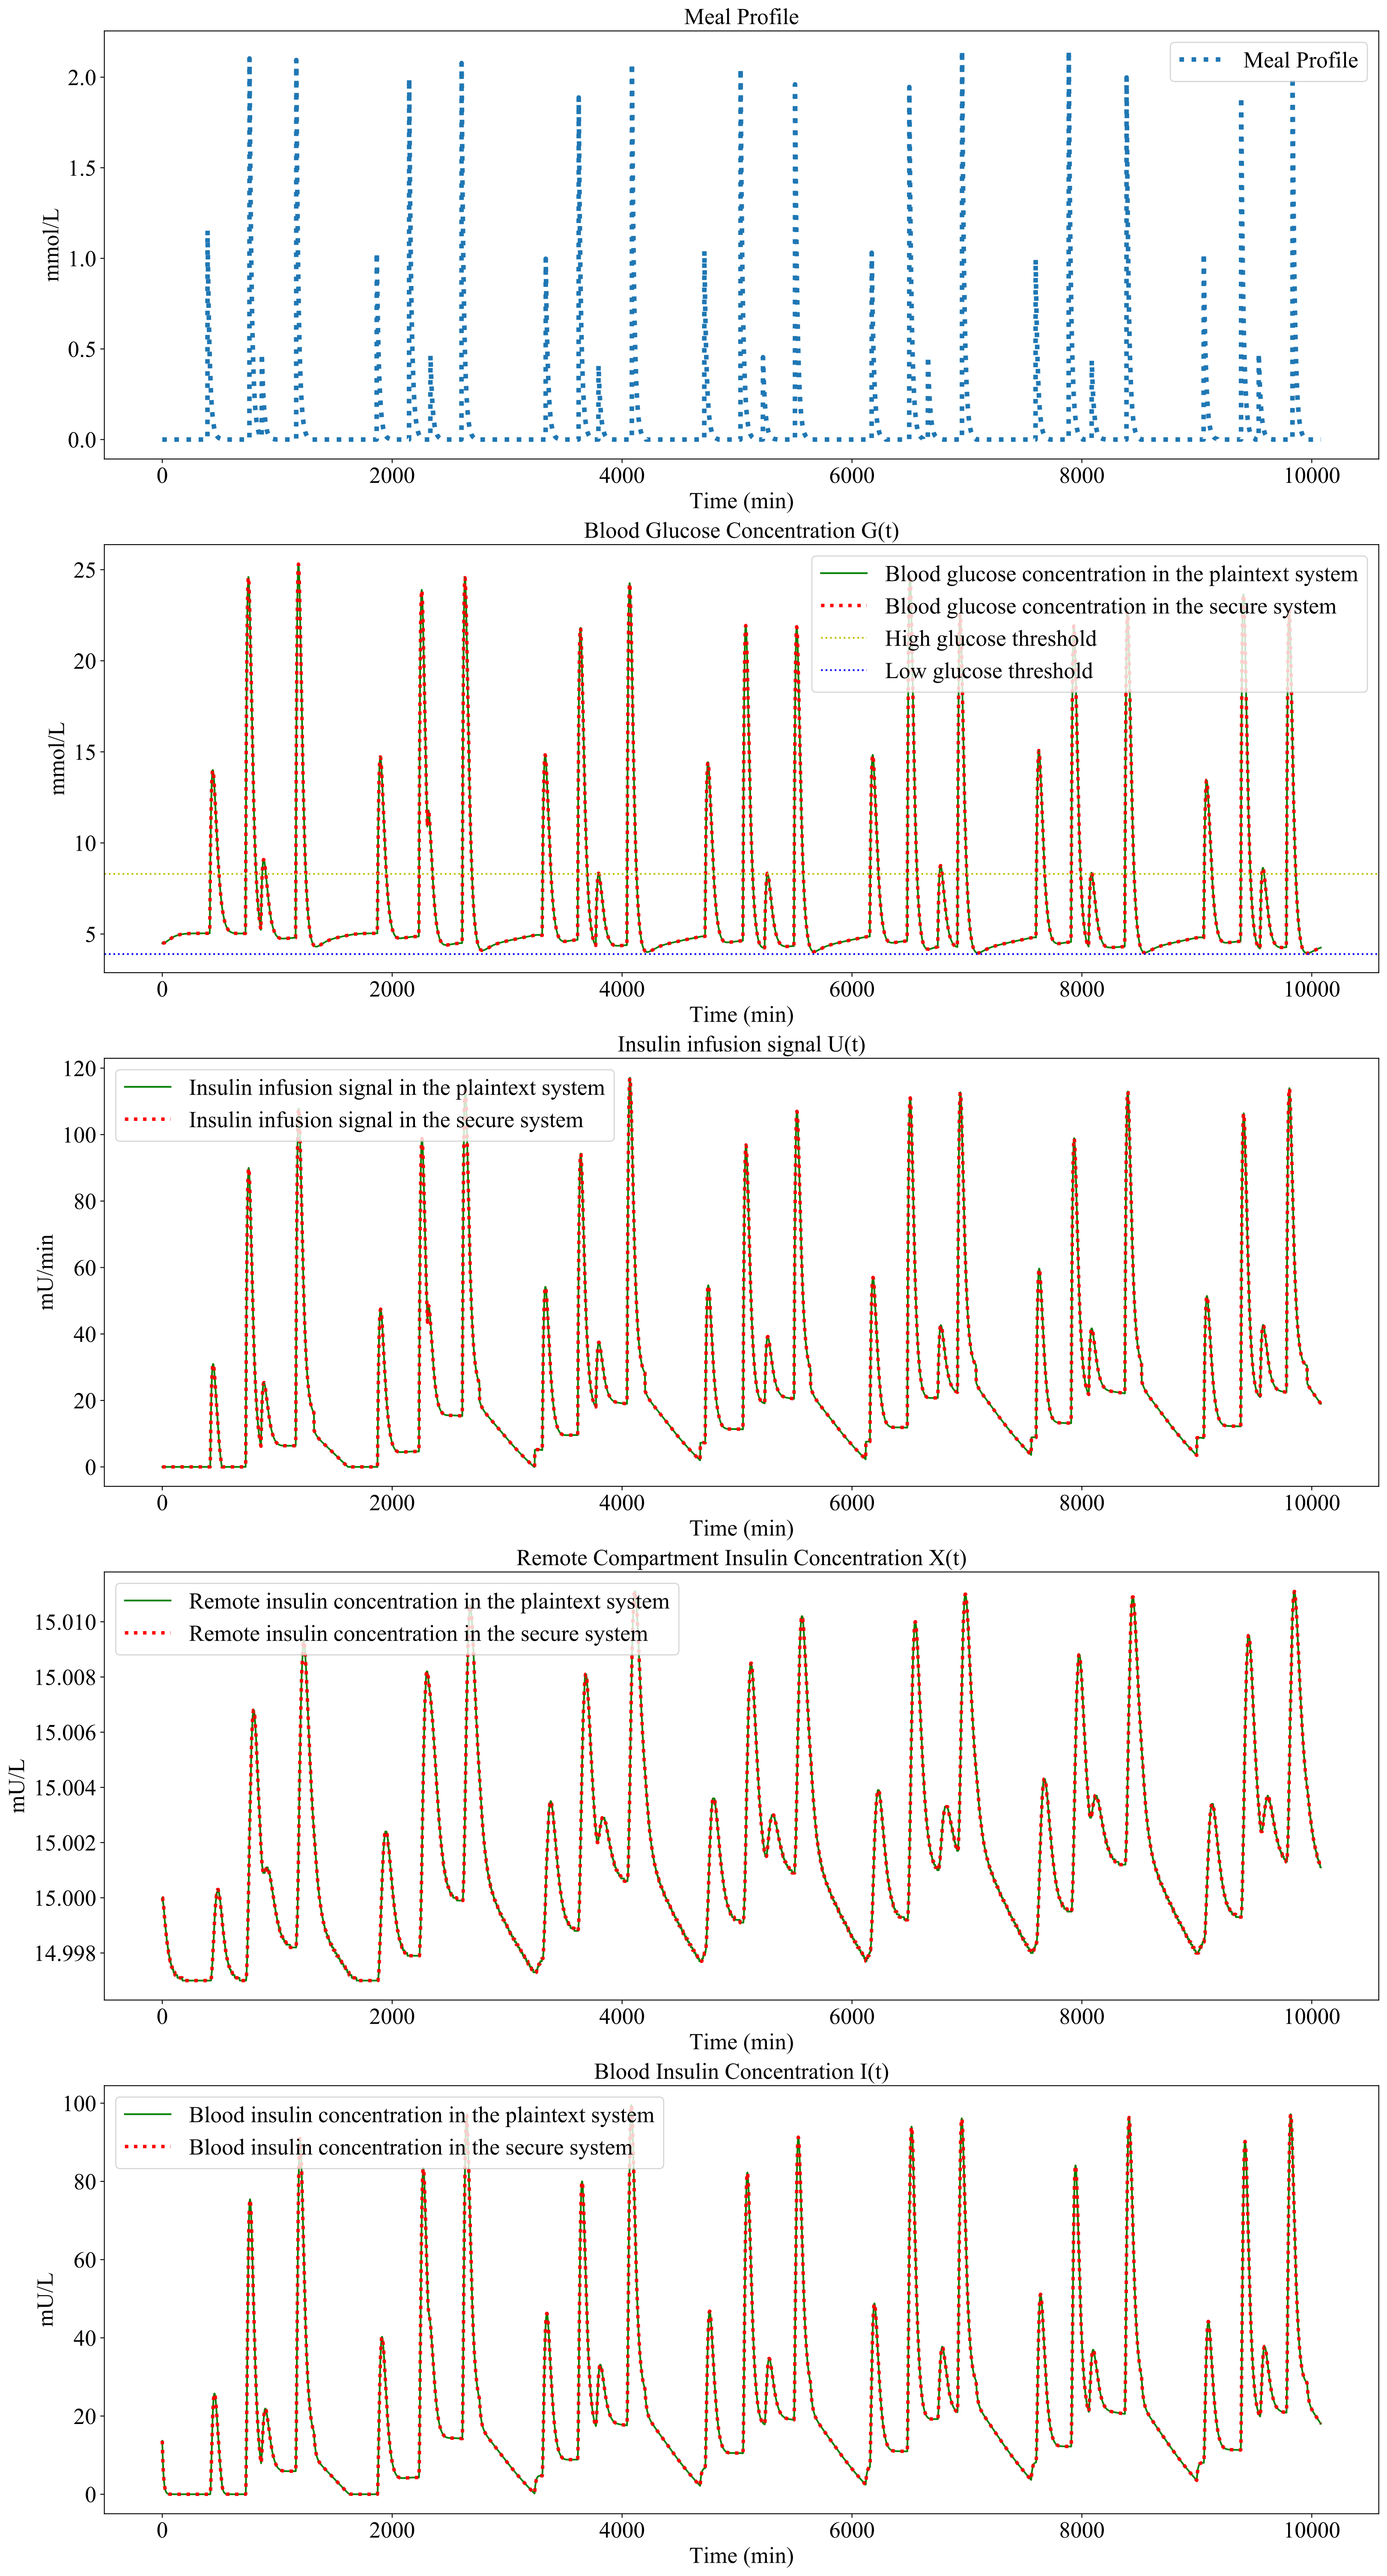 Meal Profile
Meal Profile
2.0
1.5
1.0
0.5
0.0
mmol/L
0 2000 4000 6000 8000 10000
Time (min)
Blood Glucose Concentration G(t)
Blood glucose concentration in the plaintext system
Blood glucose concentration in the secure system
High glucose threshold
Low glucose threshold
25
20
15
10
5
mmol/L
0 2000 4000 6000 8000 10000
Time (min)
Insulin infusion signal U(t)
Insulin infusion signal in the plaintext system
Insulin infusion signal in the secure system
120
100
80
60
40
20
0
mU/min
0 2000 4000 6000 8000 10000
Time (min)
Remote Compartment Insulin Concentration X(t)
Remote insulin concentration in the plaintext system
Remote insulin concentration in the secure system
15.010
15.008
15.006
15.004
15.002
15.000
14.998
mU/L
0 2000 4000 6000 8000 10000
Time (min)
Blood Insulin Concentration I(t)
Blood insulin concentration in the plaintext system
Blood insulin concentration in the secure system
100
80
60
40
20
0
mU/L
0 2000 4000 6000 8000 10000
Time (min)